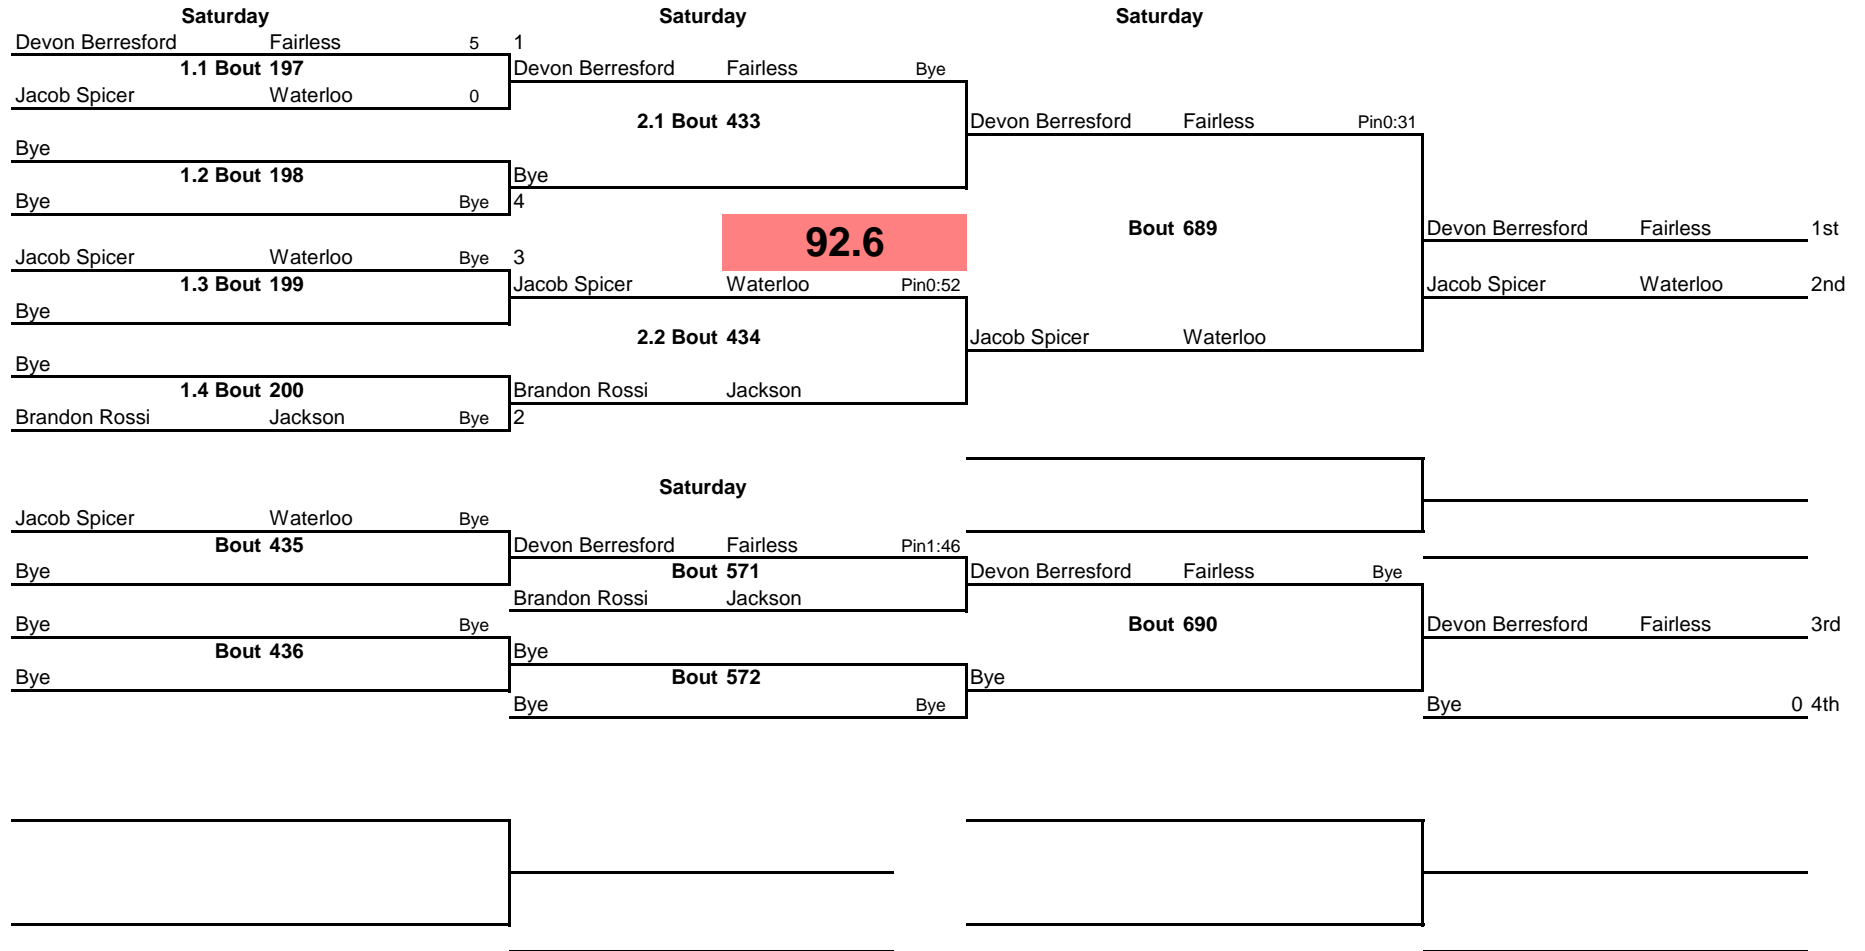 Saturday Saturday Saturday
Devon Berresford Fairless 5 1
1.1 Bout 197 Devon Berresford Fairless Bye
Jacob Spicer Waterloo 0
2.1 Bout 433 Devon Berresford Fairless Pin0:31
Bye
1.2 Bout 198 Bye
Bye Bye 4
92.6 Bout 689 Devon Berresford Fairless 1st
Jacob Spicer Waterloo Bye 3
1.3 Bout 199 Jacob Spicer Waterloo Pin0:52 Jacob Spicer Waterloo 2nd
Bye
2.2 Bout 434 Jacob Spicer Waterloo
Bye
1.4 Bout 200 Brandon Rossi Jackson
Brandon Rossi Jackson Bye 2
Saturday
Jacob Spicer Waterloo Bye
Bout 435 Devon Berresford Fairless Pin1:46
Bye Bout 571 Devon Berresford Fairless Bye
Brandon Rossi Jackson
Bye Bye Bout 690 Devon Berresford Fairless 3rd
Bout 436 Bye
Bye Bout 572 Bye
Bye Bye Bye 0 4th